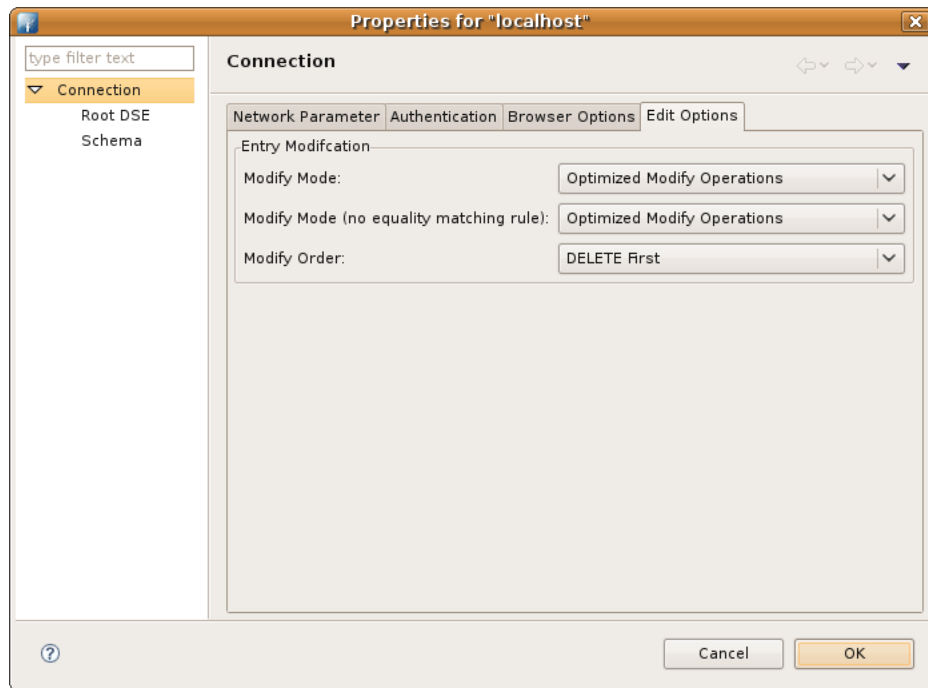 Properties for "localhost"
type filter text
Connection
Root DSE
Schema
Connection
Network Parameter Authentication Browser Options Edit Options
Entry Modifcation
Modify Mode: Optimized Modify Operations
Modify Mode (no equality matching rule): Optimized Modify Operations
Modify Order: DELETE First
Cancel OK